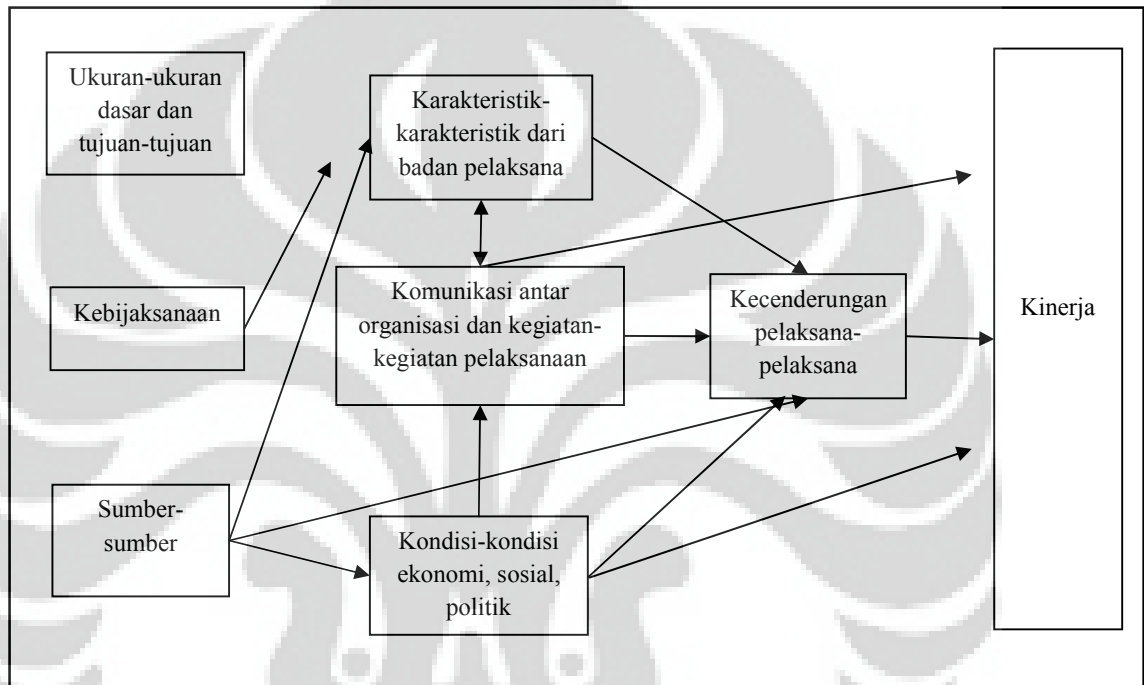 Ukuran-ukuran
dasar dan
tujuan-tujuan
Karakteristik-
karakteristik dari
badan pelaksana
Kebijaksanaan
Komunikasi antar
organisasi dan kegiatan-
kegiatan pelaksanaan
Kecenderungan
pelaksana-
pelaksana
Kinerja
Sumber-
sumber
Kondisi-kondisi
ekonomi, sosial,
politik